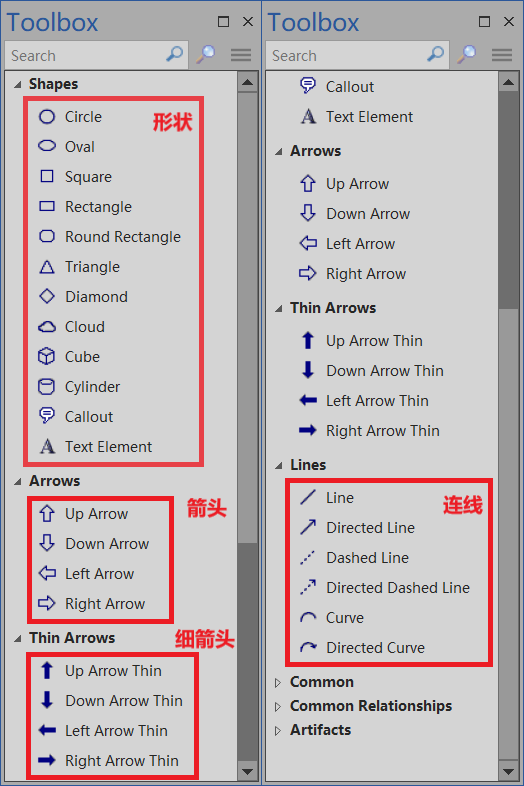 Toolbox
Search
Shapes
Circle
形状
Oval
Square
Rectangle
Round Rectangle
Triangle
Diamond
Cloud
Cube
Cylinder
Callout
Text Element
Arrows
Up Arrow
箭头
Down Arrow
Left Arrow
Right Arrow
Thin Arrows
细箭头
Up Arrow Thin
Down Arrow Thin
Left Arrow Thin
Right Arrow Thin
Toolbox
Search
Callout
Text Element
Arrows
Up Arrow
Down Arrow
Left Arrow
Right Arrow
Thin Arrows
Up Arrow Thin
Down Arrow Thin
Left Arrow Thin
Right Arrow Thin
Lines
Line
连线
Directed Line
Dashed Line
Directed Dashed Line
Curve
Directed Curve
Common
Common Relationships
Artifacts